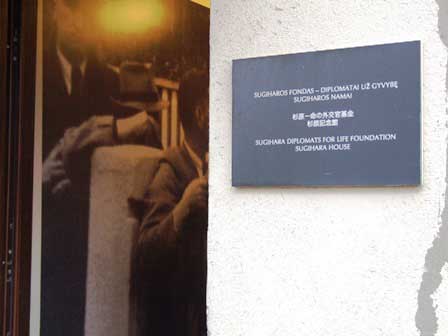 SUGIHAROS FONDAS – DIPLOMATAI UŽ GYVYBĘ
SUGIHAROS NAMAI
杉原－命の外交官基金
杉原記念館
SUGIHARA DIPLOMATS FOR LIFE FOUNDATION
SUGIHARA HOUSE